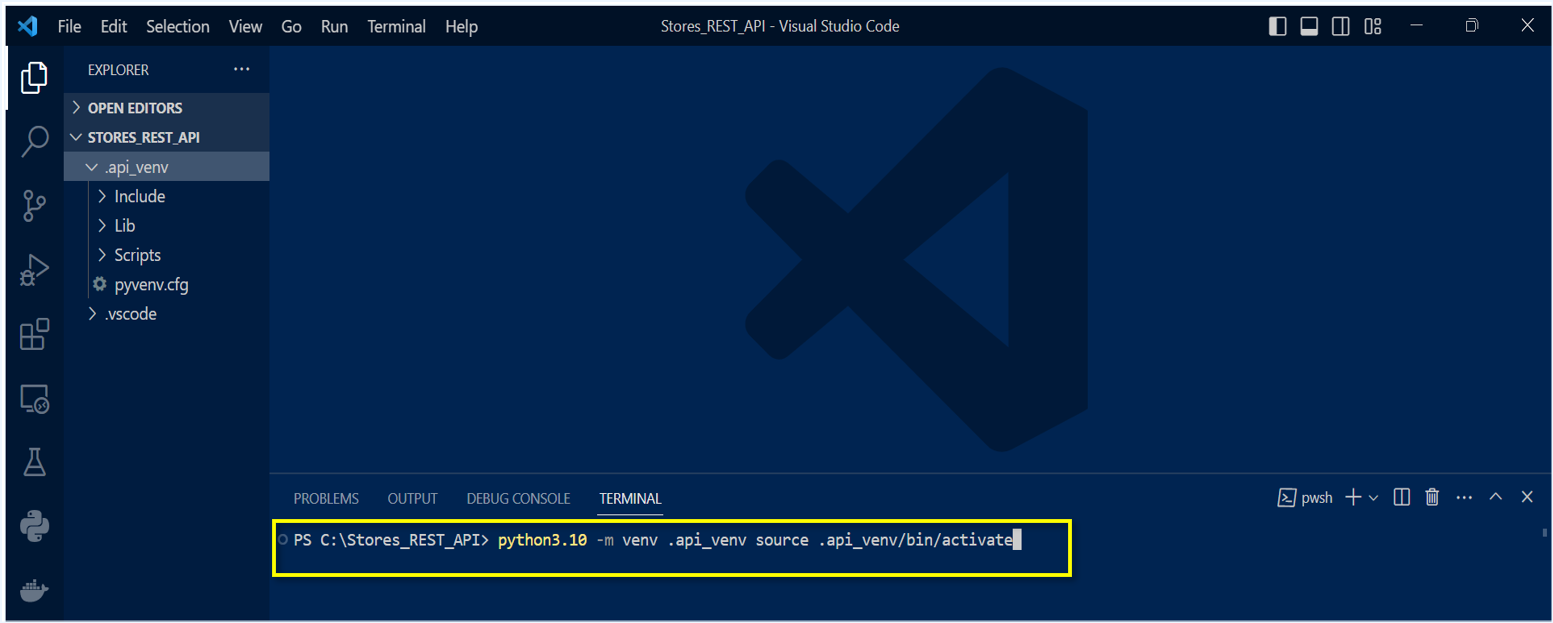 File Edit Selection View Go Run Terminal Help Stores_REST_API - Visual Studio Code
EXPLORER ...
OPEN EDITORS
STORES_REST_API
.api_venv
Include
Lib
Scripts
pyvenv.cfg
.vscode
PROBLEMS OUTPUT DEBUG CONSOLE TERMINAL pwsh
PS C:\Stores_REST_API> python3.10 -m venv .api_venv source .api_venv/bin/activate